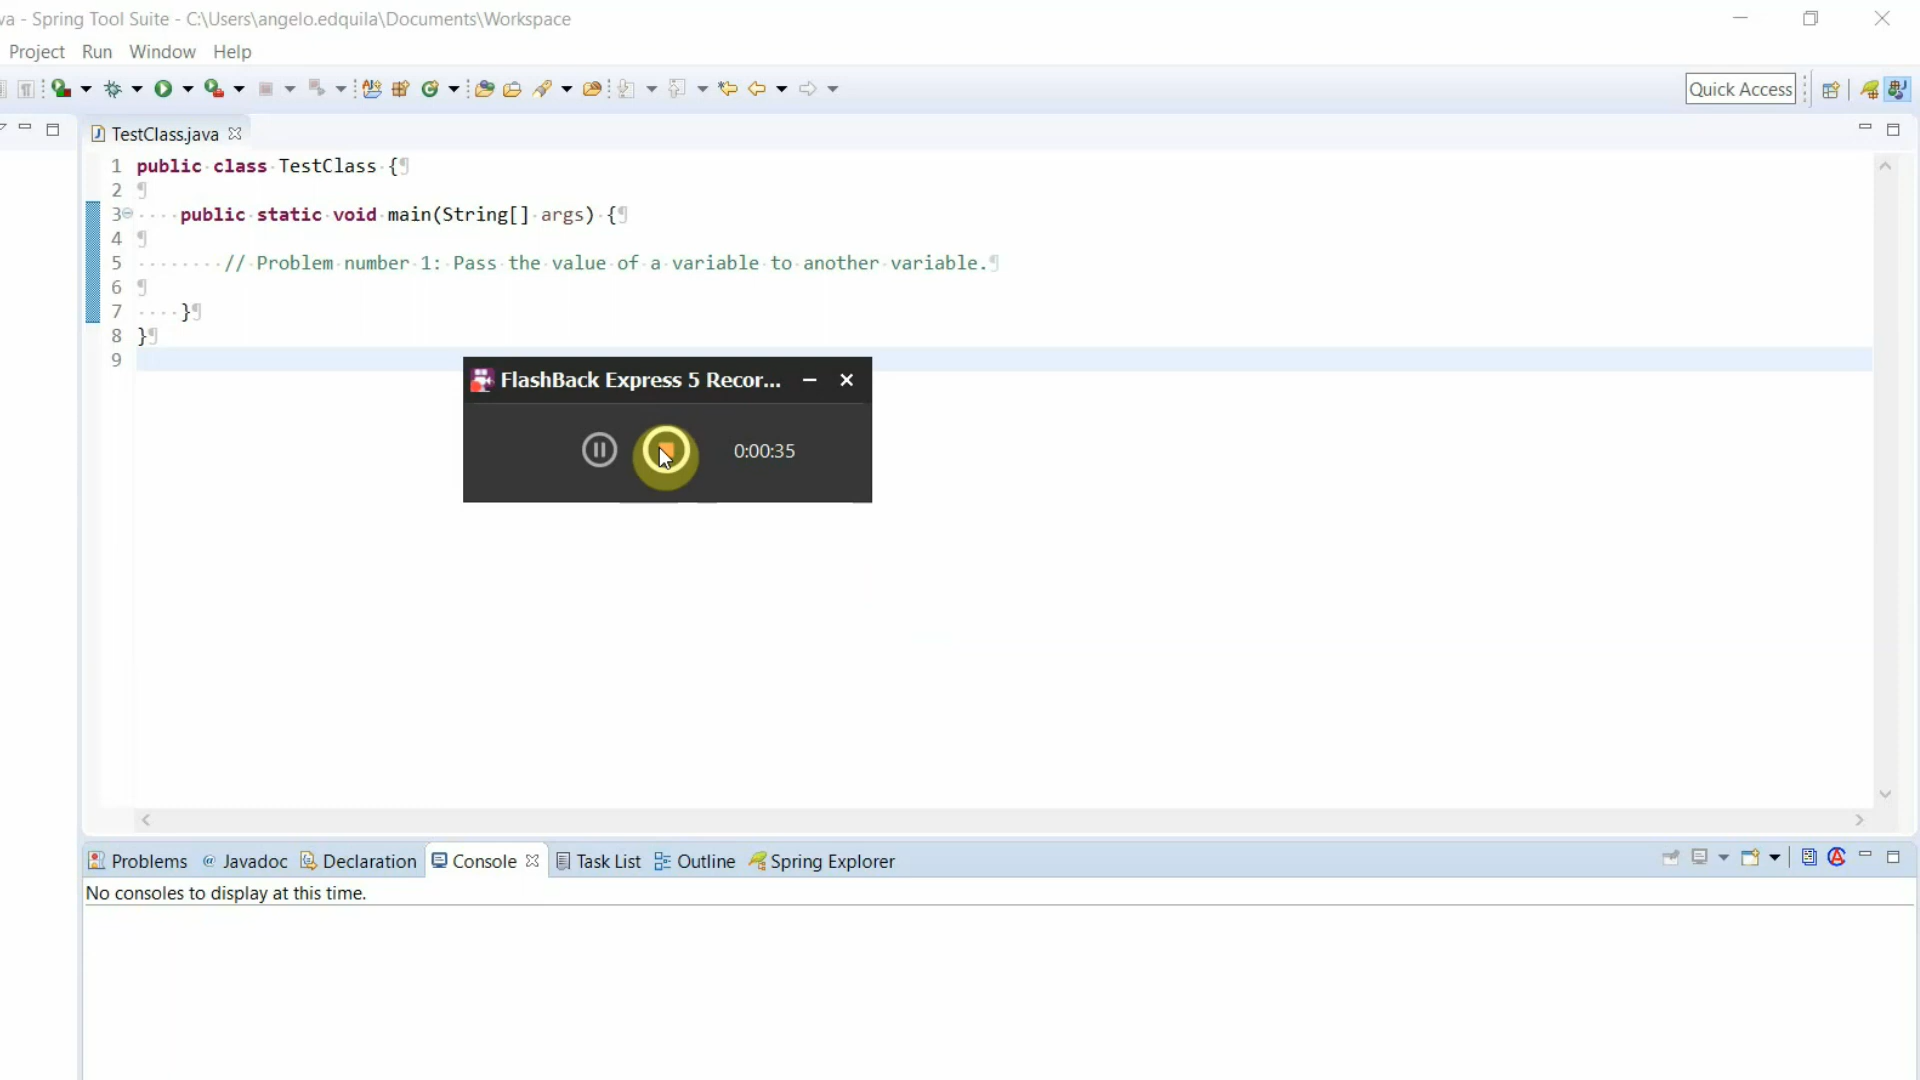 va - Spring Tool Suite - C:\Users\angelo.edquila\Documents\Workspace
Project Run Window Help
Quick Access
TestClass.java
1 public class TestClass {
2
3 public static void main(String[] args) {
4
5 // Problem number 1: Pass the value of a variable to another variable.
6
7 }
8 }
9
FlashBack Express 5 Recor...
0:00:35
Problems Javadoc Declaration Console Task List Outline Spring Explorer
No consoles to display at this time.